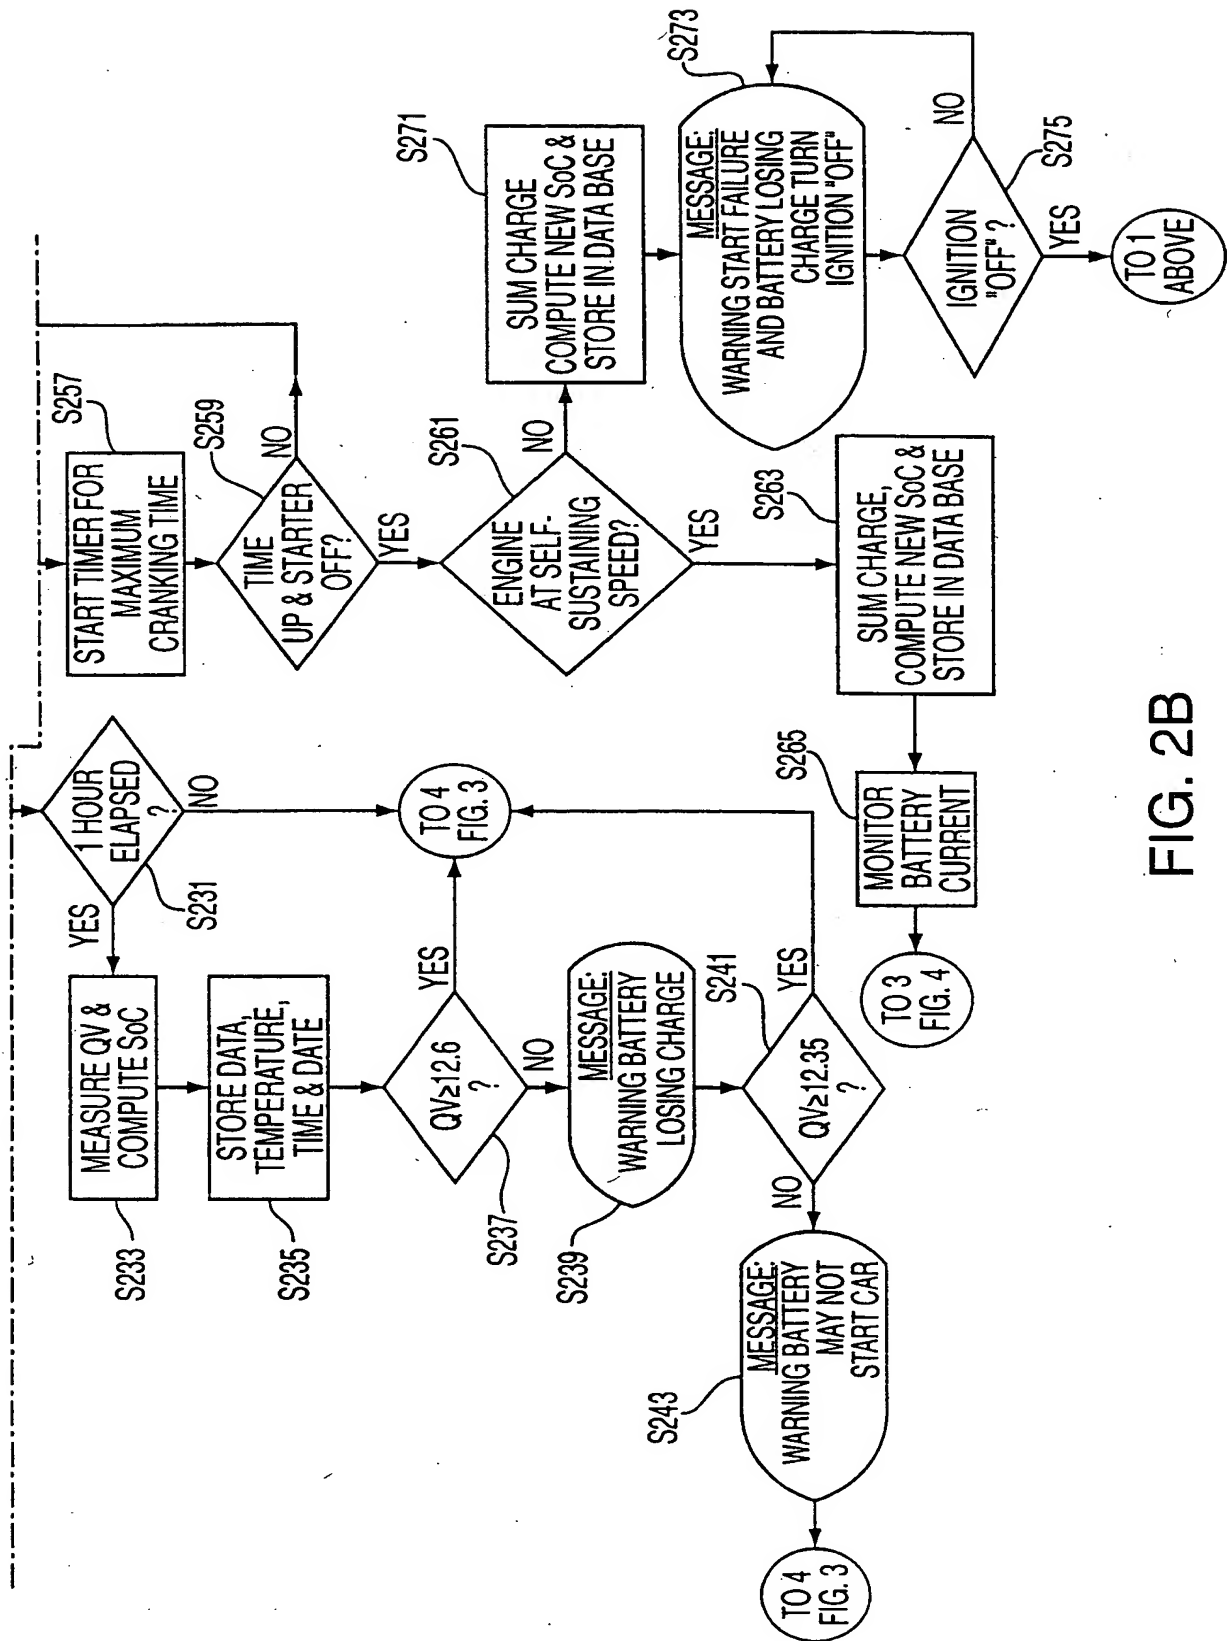 1 HOUR
ELAPSED
?
NO
YES
S231
MEASURE QV &
COMPUTE SoC
S233
STORE DATA,
TEMPERATURE,
TIME & DATE
S235
QV≥12.6
?
YES
NO
S237
TO 4
FIG. 3
MESSAGE:
WARNING BATTERY
LOSING CHARGE
S239
QV≥12.35
?
YES
NO
S241
MESSAGE:
WARNING BATTERY
MAY NOT
START CAR
S243
TO 4
FIG. 3
START TIMER FOR
MAXIMUM
CRANKING TIME
S257
TIME
UP & STARTER
OFF?
NO
YES
S259
ENGINE
AT SELF-
SUSTAINING
SPEED?
NO
YES
S261
SUM CHARGE,
COMPUTE NEW SoC &
STORE IN DATA BASE
S263
MONITOR
BATTERY
CURRENT
S265
TO 3
FIG. 4
SUM CHARGE
COMPUTE NEW SoC &
STORE IN DATA BASE
S271
MESSAGE:
WARNING START FAILURE
AND BATTERY LOSING
CHARGE TURN
IGNITION "OFF"
S273
IGNITION
"OFF" ?
NO
YES
S275
TO 1
ABOVE
FIG. 2B